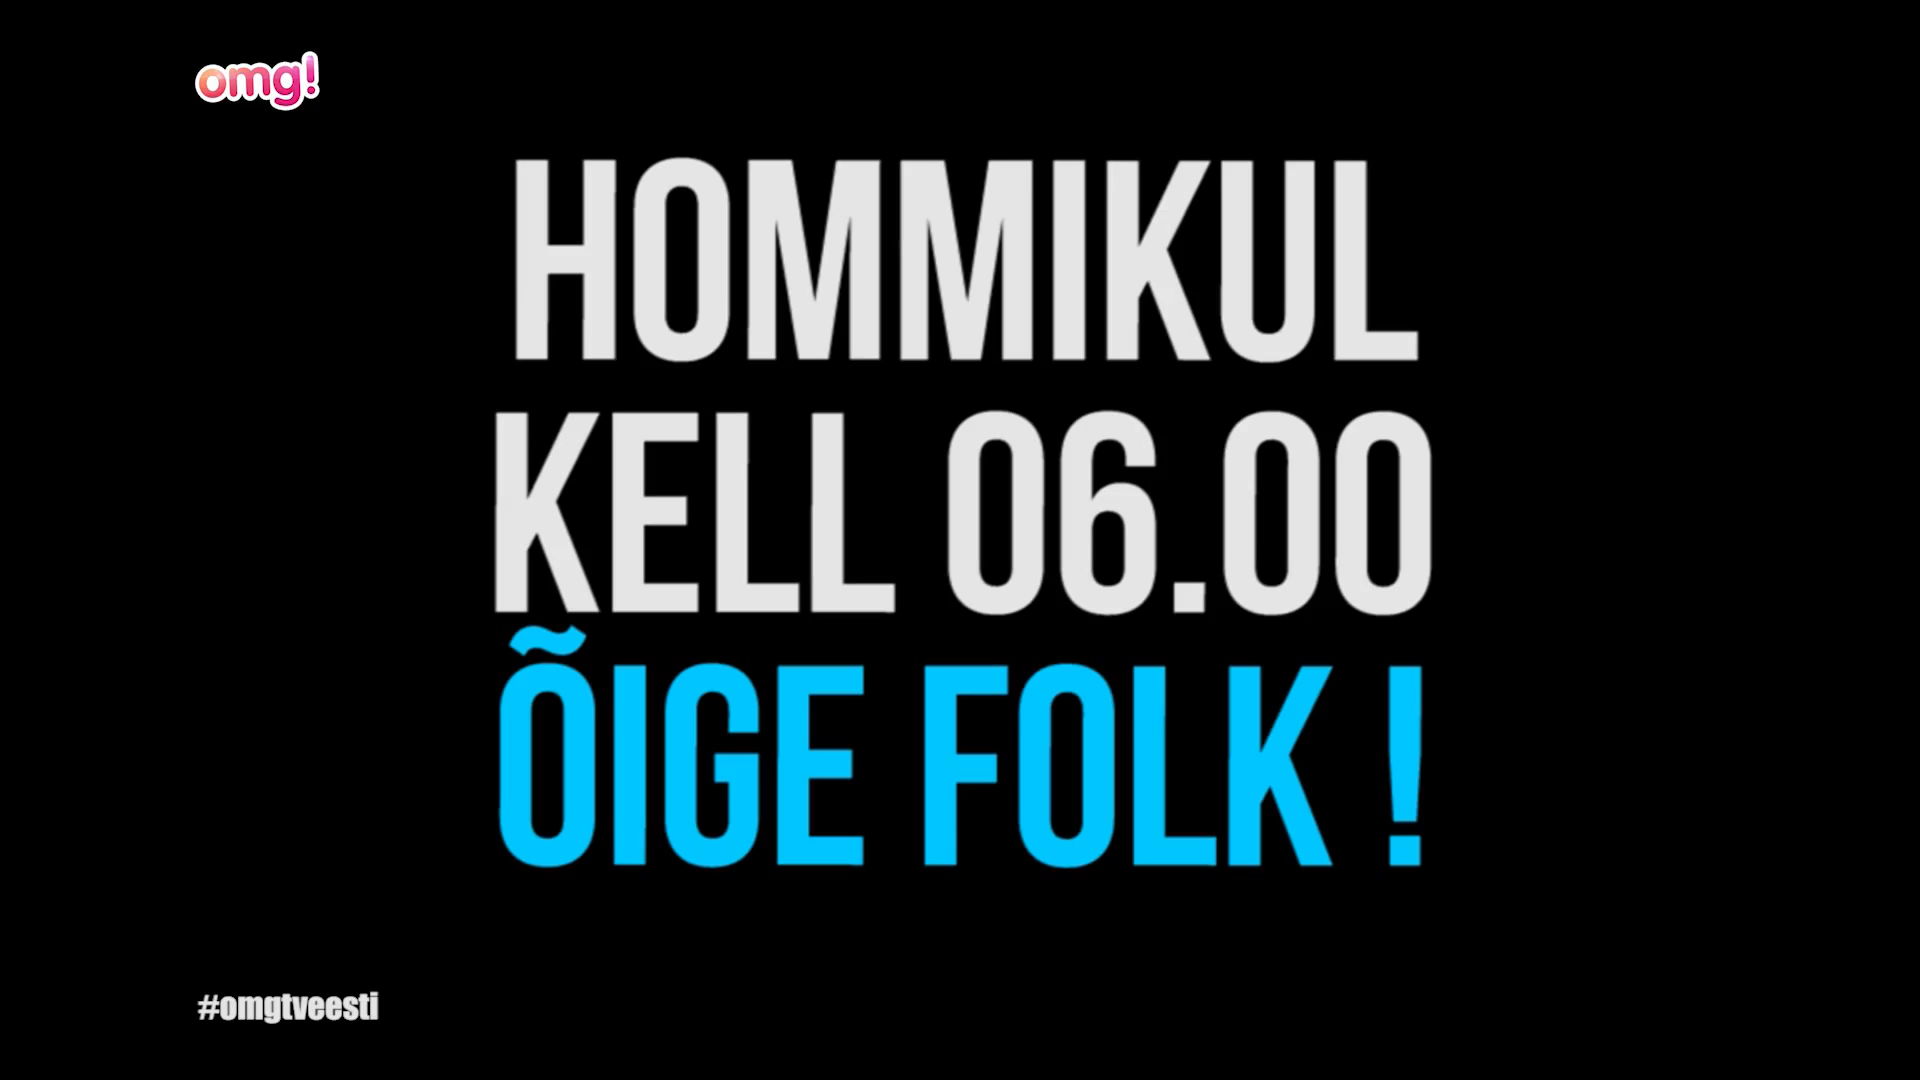 omg!
HOMMIKUL
KELL 06.00
ÕIGE FOLK !
#omgtveesti